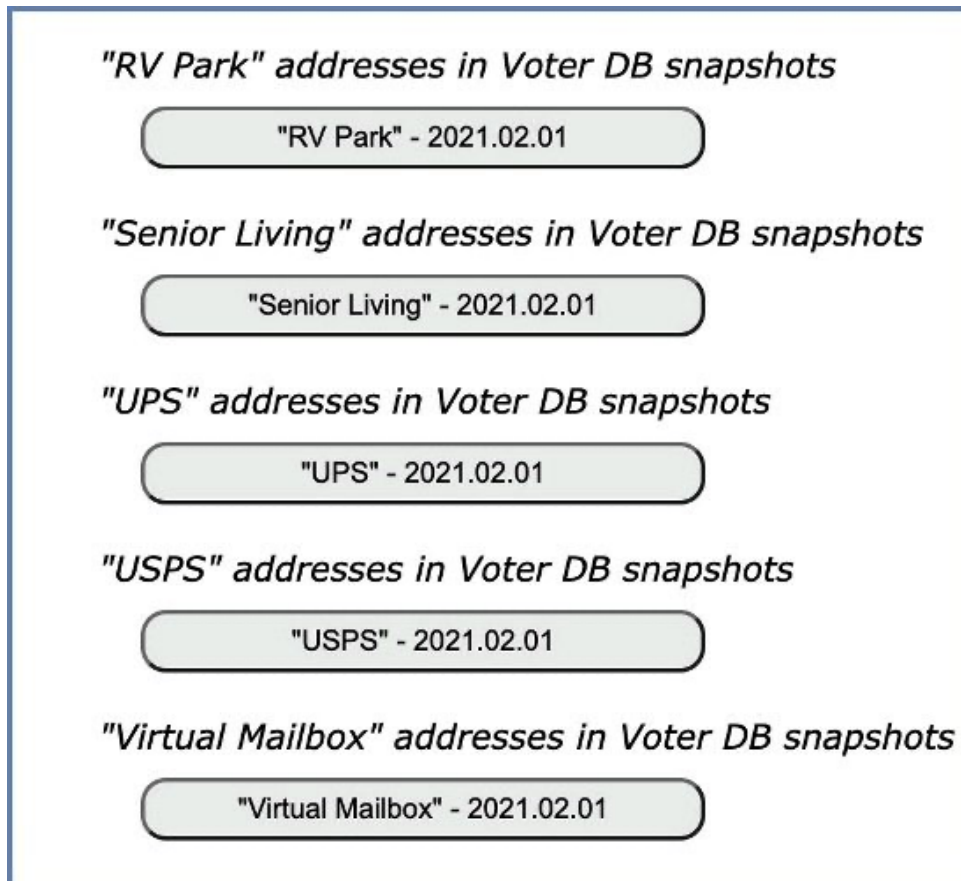 "RV Park" addresses in Voter DB snapshots
"RV Park" - 2021.02.01
"Senior Living" addresses in Voter DB snapshots
"Senior Living" - 2021.02.01
"UPS" addresses in Voter DB snapshots
"UPS" - 2021.02.01
"USPS" addresses in Voter DB snapshots
"USPS" - 2021.02.01
"Virtual Mailbox" addresses in Voter DB snapshots
"Virtual Mailbox" - 2021.02.01